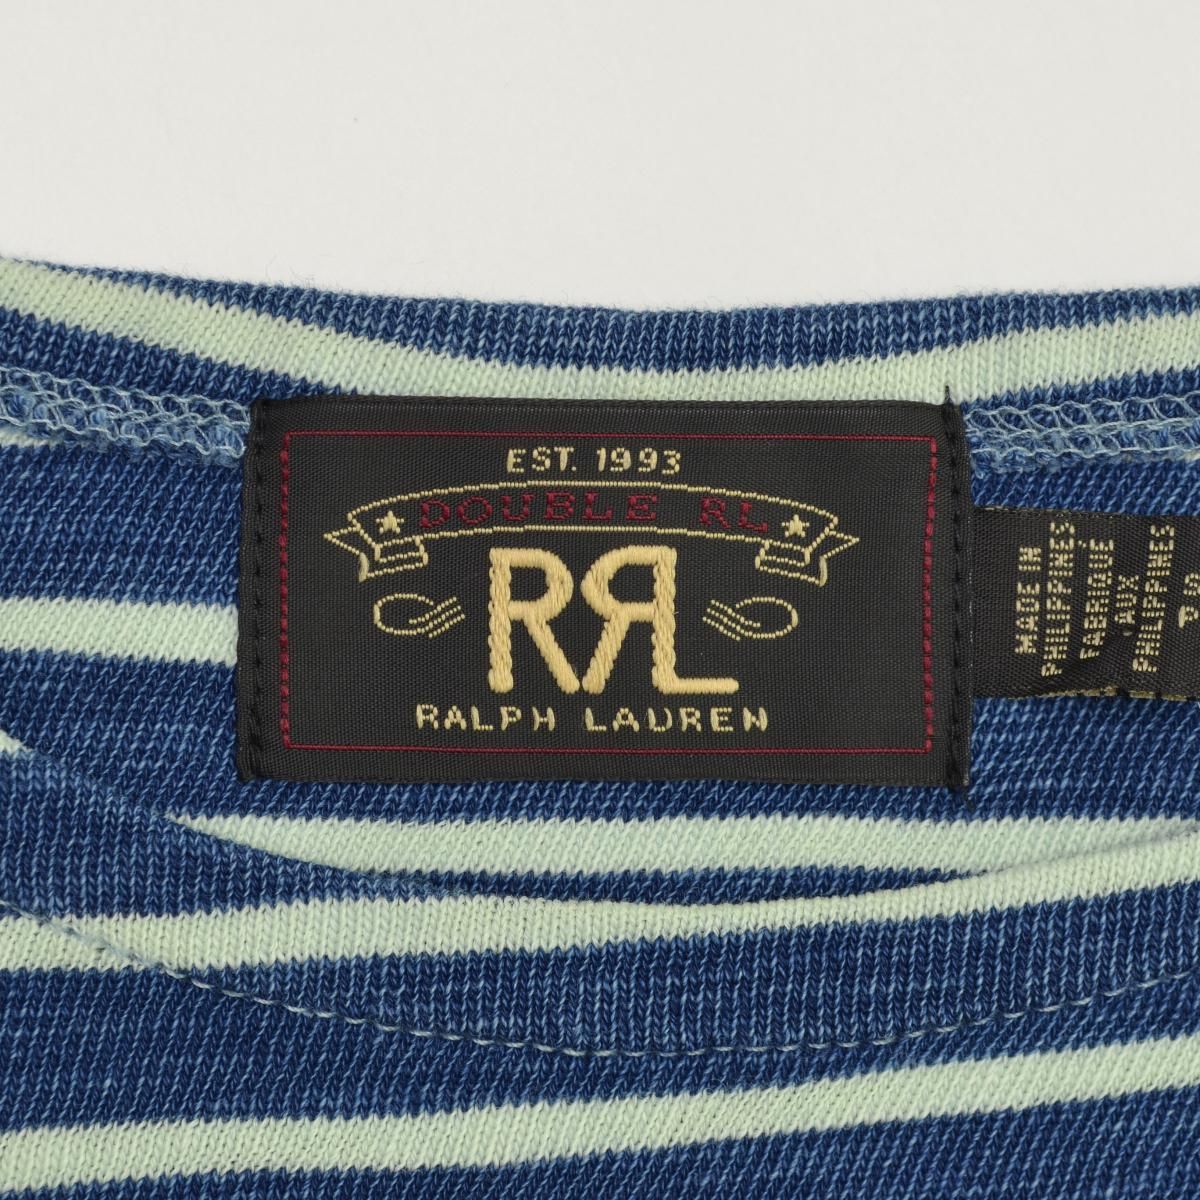 EST. 1993
DOUBLE RL
RRL
RALPH LAUREN
MADE IN
PHILIPPINES
FABRIQUE
AUX
PHILIPPINES